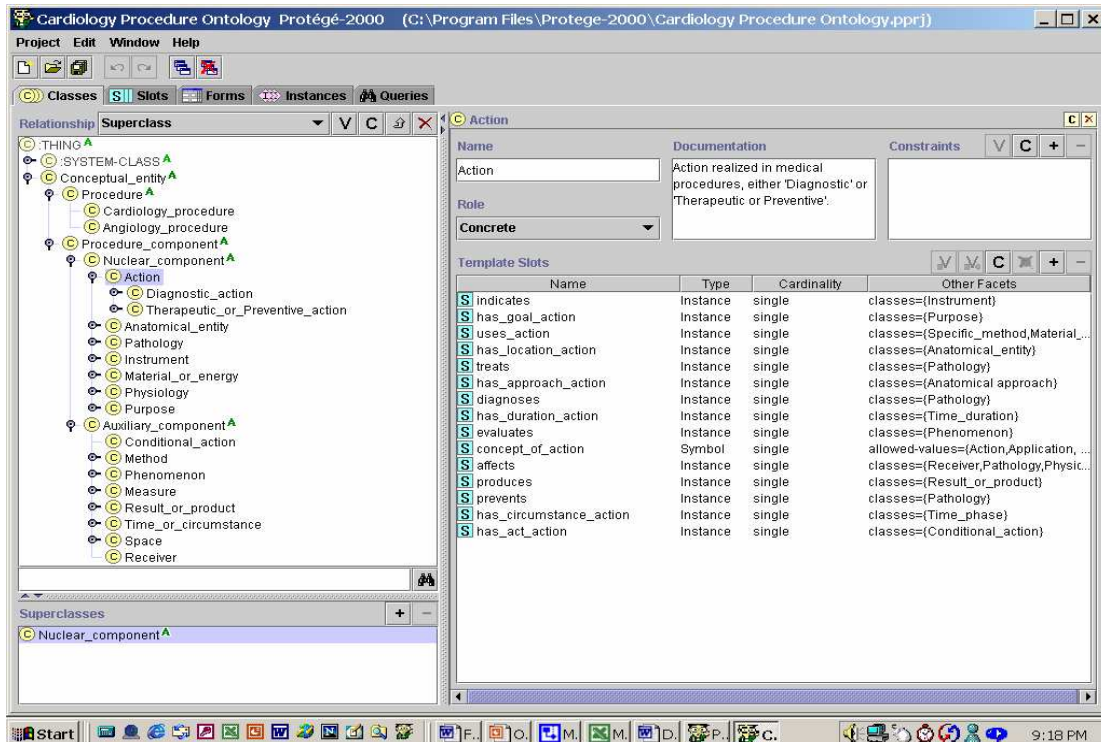 Cardiology Procedure Ontology Protégé-2000 (C:\Program Files\Protege-2000\Cardiology Procedure Ontology.pprj)
Project Edit Window Help
Classes S Slots Forms Instances Queries
Relationship Superclass V C
C :THING A
C :SYSTEM-CLASS A
C Conceptual_entity A
C Procedure A
C Cardiology_procedure
C Angiology_procedure
C Procedure_component A
C Nuclear_component A
C Action
C Diagnostic_action
C Therapeutic_or_Preventive_action
C Anatomical_entity
C Pathology
C Instrument
C Material_or_energy
C Physiology
C Purpose
C Auxiliary_component A
C Conditional_action
C Method
C Phenomenon
C Measure
C Result_or_product
C Time_or_circumstance
C Space
C Receiver
Superclasses + −
C Nuclear_component A
C Action C ×
Name
Action
Role
Concrete
Documentation
Action realized in medical
procedures, either 'Diagnostic' or
'Therapeutic or Preventive'.
Constraints V C + −
Template Slots V V C + −
Name Type Cardinality Other Facets
S indicates Instance single classes={Instrument}
S has_goal_action Instance single classes={Purpose}
S uses_action Instance single classes={Specific_method,Material_...
S has_location_action Instance single classes={Anatomical_entity}
S treats Instance single classes={Pathology}
S has_approach_action Instance single classes={Anatomical approach}
S diagnoses Instance single classes={Pathology}
S has_duration_action Instance single classes={Time_duration}
S evaluates Instance single classes={Phenomenon}
S concept_of_action Symbol single allowed-values={Action,Application, ...
S affects Instance single classes={Receiver,Pathology,Physic...
S produces Instance single classes={Result_or_product}
S prevents Instance single classes={Pathology}
S has_circumstance_action Instance single classes={Time_phase}
S has_act_action Instance single classes={Conditional_action}
Start F.. O.. M.. M.. D.. P.. C.. 9:18 PM